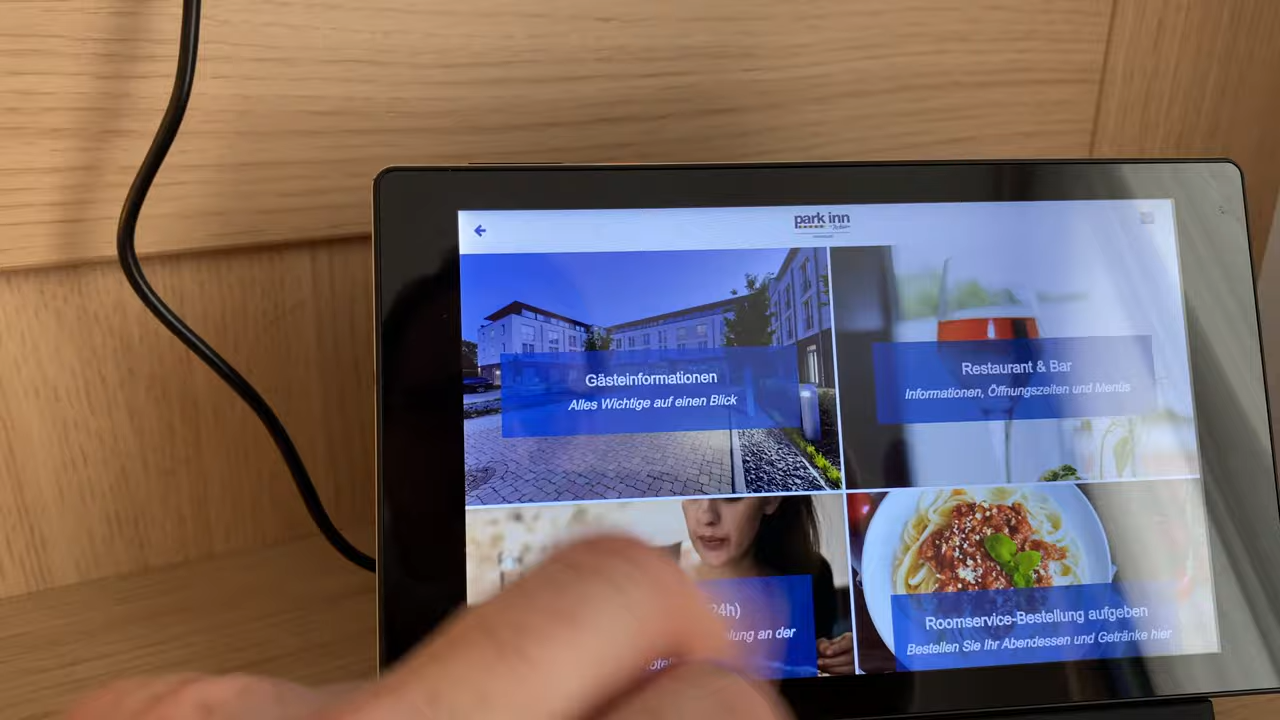 park inn
Gästeinformationen
Alles Wichtige auf einen Blick
Restaurant & Bar
Informationen, Öffnungszeiten und Menüs
24h)
an der
Roomservice-Bestellung aufgeben
Bestellen Sie Ihr Abendessen und Getränke hier